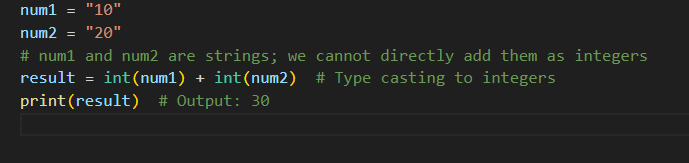 num1 = "10"
num2 = "20"
# num1 and num2 are strings; we cannot directly add them as integers
result = int(num1) + int(num2)  # Type casting to integers
print(result)  # Output: 30